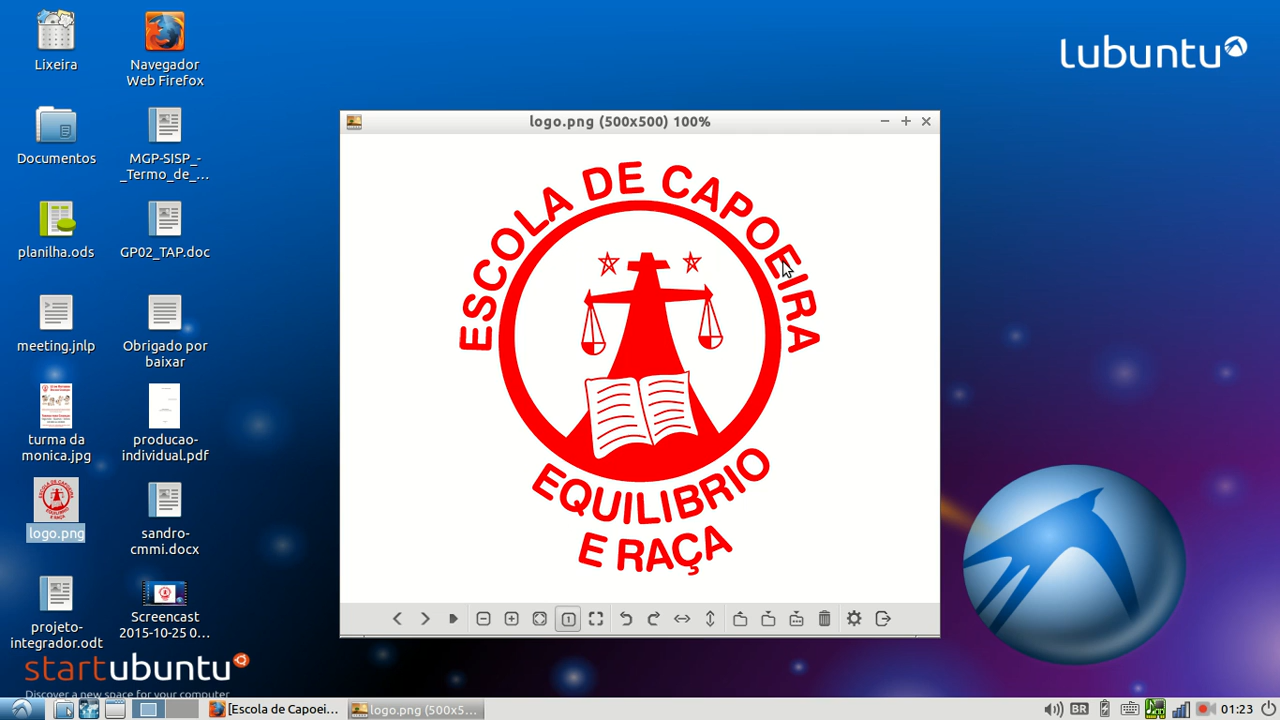 Lixeira
Navegador
Web Firefox
Documentos
MGP-SISP_-
_Termo_de_...
planilha.ods
GP02_TAP.doc
meeting.jnlp
Obrigado por
baixar
turma da
monica.jpg
producao-
individual.pdf
logo.png
sandro-
cmmi.docx
projeto-
integrador.odt
Screencast
2015-10-25 0...
startubuntu
Discover a new space for your computer
lubuntu
logo.png (500x500) 100%
ESCOLA DE CAPOEIRA
EQUILIBRIO
E RAÇA
[Escola de Capoei...
logo.png (500x5...
BR
01:23